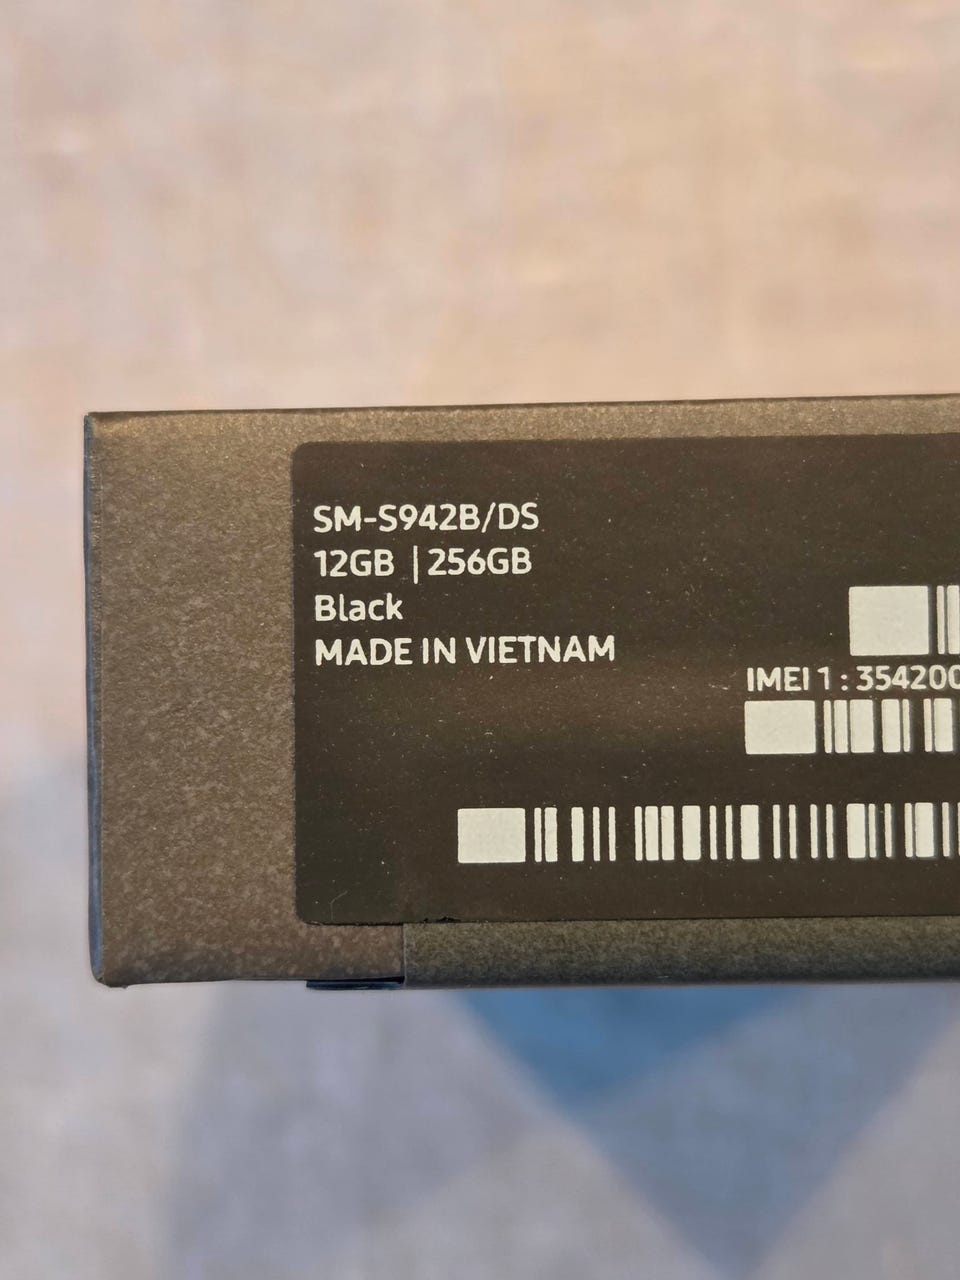 SM-S942B/DS
12GB | 256GB
Black
MADE IN VIETNAM
IMEI 1 : 354200